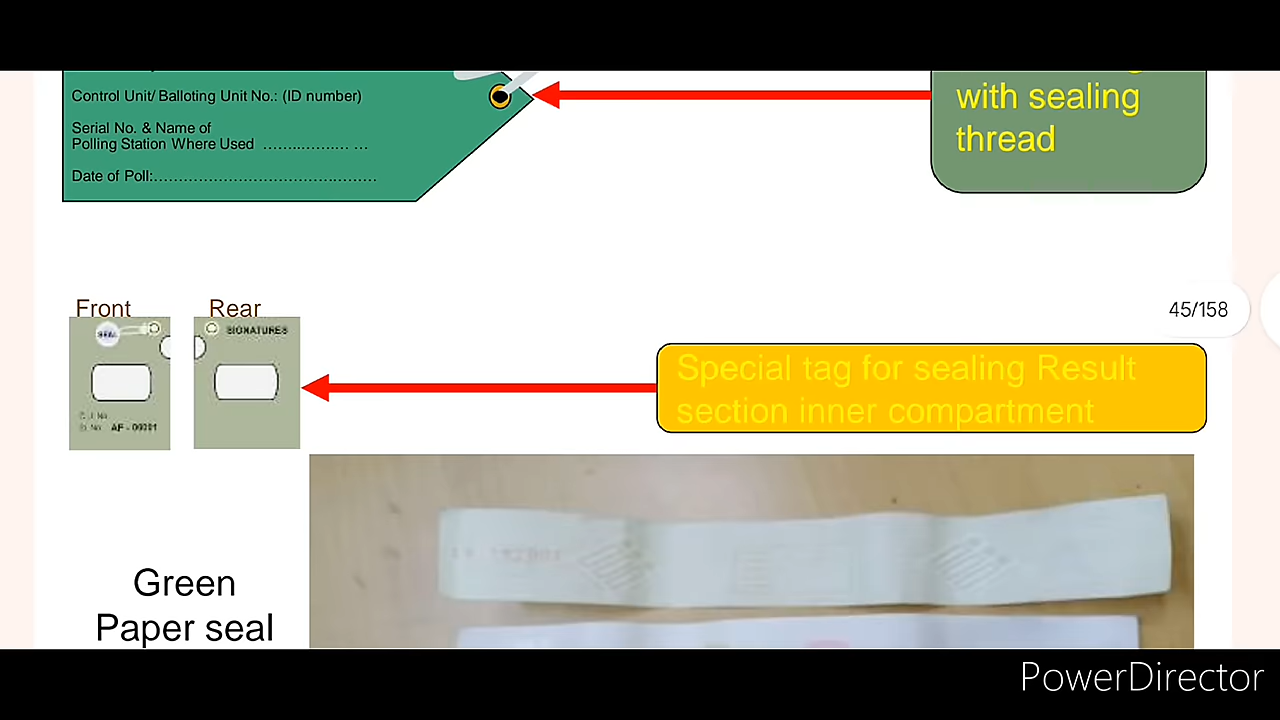 Control Unit/ Balloting Unit No.: (ID number)
Serial No. & Name of
Polling Station Where Used ……..…….… …
Date of Poll:…………………………………
with sealing
thread
45/158
Front
Rear
SEAL
SIGNATURES
Special tag for sealing Result
section inner compartment
Green
Paper seal
PowerDirector